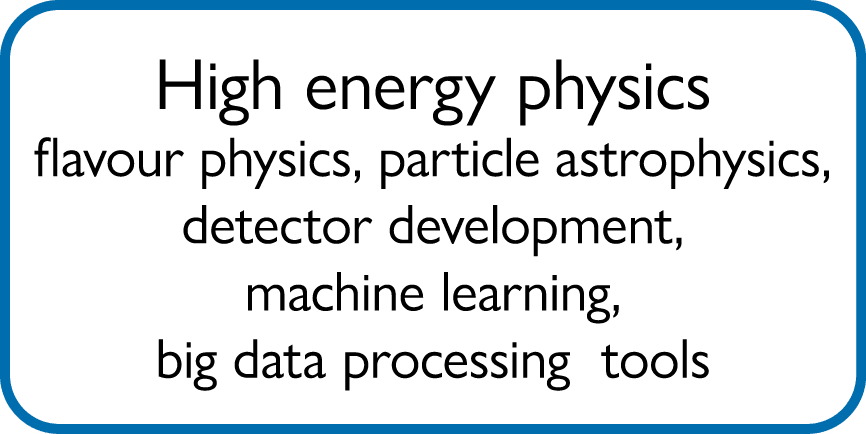 High energy physics
flavour physics, particle astrophysics,
detector development,
machine learning,
big data processing tools